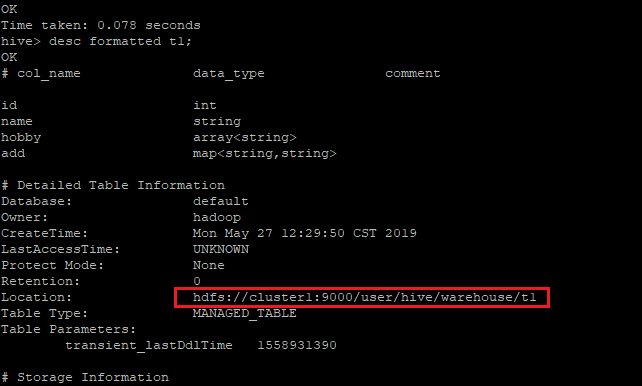 OK
Time taken: 0.078 seconds
hive> desc formatted t1;
OK
# col_name data_type comment
id int
name string
hobby array<string>
add map<string,string>
# Detailed Table Information
Database: default
Owner: hadoop
CreateTime: Mon May 27 12:29:50 CST 2019
LastAccessTime: UNKNOWN
Protect Mode: None
Retention: 0
Location: hdfs://cluster1:9000/user/hive/warehouse/t1
Table Type: MANAGED_TABLE
Table Parameters:
transient_lastDdlTime 1558931390
# Storage Information